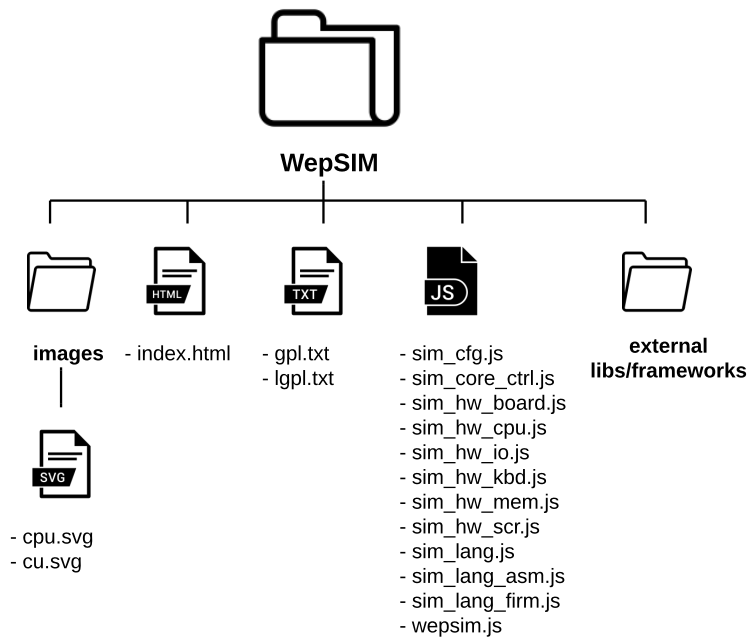 WepSIM
HTML
TXT
JS
images
- index.html
- gpl.txt
- lgpl.txt
- sim_cfg.js
- sim_core_ctrl.js
- sim_hw_board.js
- sim_hw_cpu.js
- sim_hw_io.js
- sim_hw_kbd.js
- sim_hw_mem.js
- sim_hw_scr.js
- sim_lang.js
- sim_lang_asm.js
- sim_lang_firm.js
- wepsim.js
external
libs/frameworks
SVG
- cpu.svg
- cu.svg